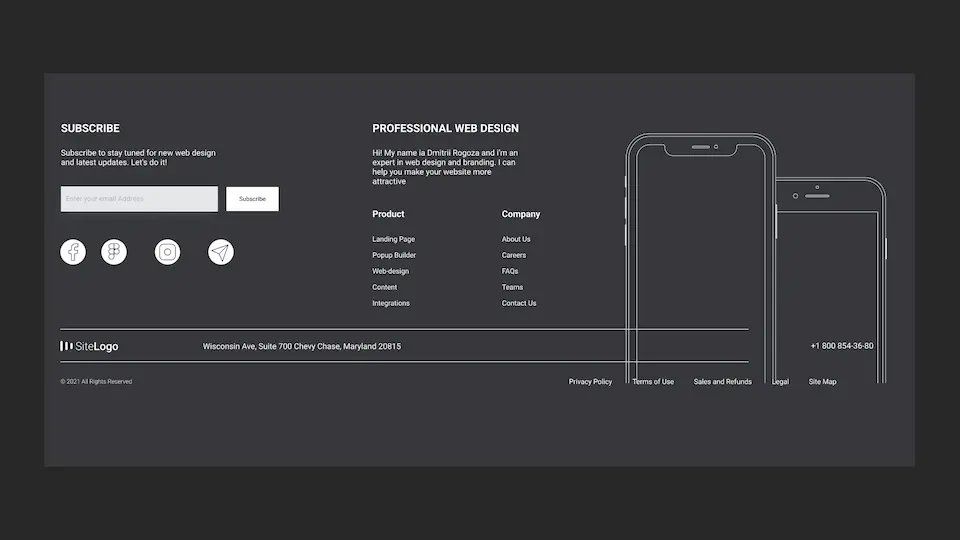 SUBSCRIBE
Subscribe to stay tuned for new web design
and latest updates. Let's do it!
Enter your email Address
Subscribe
PROFESSIONAL WEB DESIGN
Hi! My name ia Dmitrii Rogoza and I'm an
expert in web design and branding. I can
help you make your website more
attractive
Product
Landing Page
Popup Builder
Web-design
Content
Integrations
Company
About Us
Careers
FAQs
Teams
Contact Us
SiteLogo
Wisconsin Ave, Suite 700 Chevy Chase, Maryland 20815
+1 800 854-36-80
© 2021 All Rights Reserved
Privacy Policy
Terms of Use
Sales and Refunds
Legal
Site Map